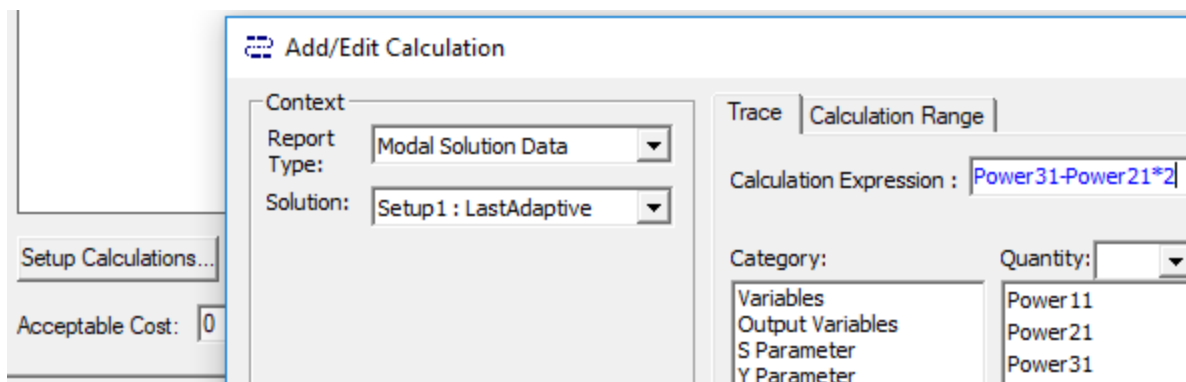 Add/Edit Calculation
Context
Report Type:
Modal Solution Data
Solution:
Setup1 : LastAdaptive
Trace
Calculation Range
Calculation Expression :
Power31-Power21*2
Category:
Quantity:
Variables
Output Variables
S Parameter
Y Parameter
Power11
Power21
Power31
Setup Calculations...
Acceptable Cost:
0